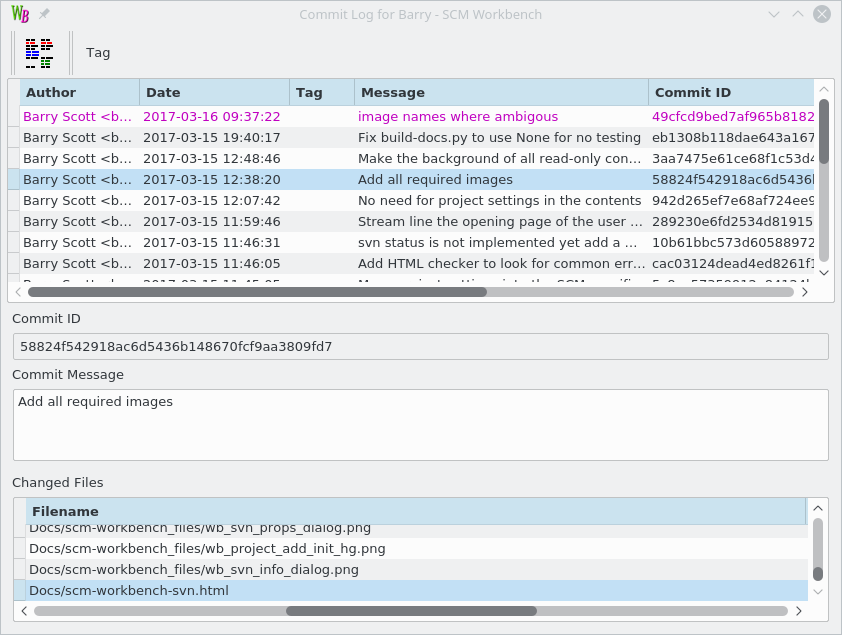 WB
Commit Log for Barry - SCM Workbench
Tag
Author Date Tag Message Commit ID
Barry Scott <b... 2017-03-16 09:37:22 image names where ambigous 49cfcd9bed7af965b8182
Barry Scott <b... 2017-03-15 19:40:17 Fix build-docs.py to use None for no testing eb1308b118dae643a167
Barry Scott <b... 2017-03-15 12:48:46 Make the background of all read-only con... 3aa7475e61ce68f1c53d4
Barry Scott <b... 2017-03-15 12:38:20 Add all required images 58824f542918ac6d5436
Barry Scott <b... 2017-03-15 12:07:42 No need for project settings in the contents 942d265ef7e68af724ee9
Barry Scott <b... 2017-03-15 11:59:46 Stream line the opening page of the user ... 289230e6fd2534d81915
Barry Scott <b... 2017-03-15 11:46:31 svn status is not implemented yet add a ... 10b61bbc573d60588972
Barry Scott <b... 2017-03-15 11:46:05 Add HTML checker to look for common err... cac03124dead4ed8261f1
Commit ID
58824f542918ac6d5436b148670fcf9aa3809fd7
Commit Message
Add all required images
Changed Files
Filename
Docs/scm-workbench_files/wb_svn_props_dialog.png
Docs/scm-workbench_files/wb_project_add_init_hg.png
Docs/scm-workbench_files/wb_svn_info_dialog.png
Docs/scm-workbench-svn.html